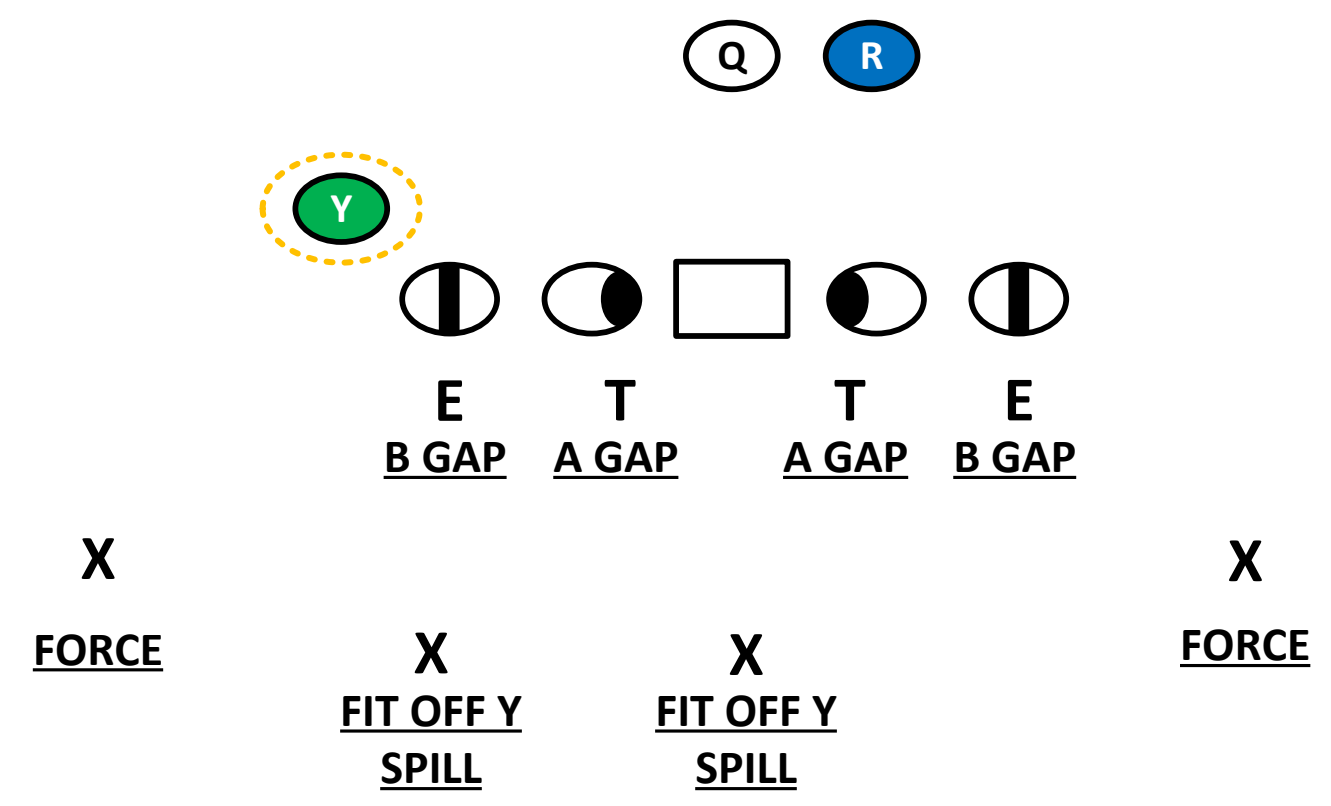 Q R
Y
E T T E
B GAP A GAP A GAP B GAP
X X
FORCE FORCE
X X
FIT OFF Y FIT OFF Y
SPILL SPILL